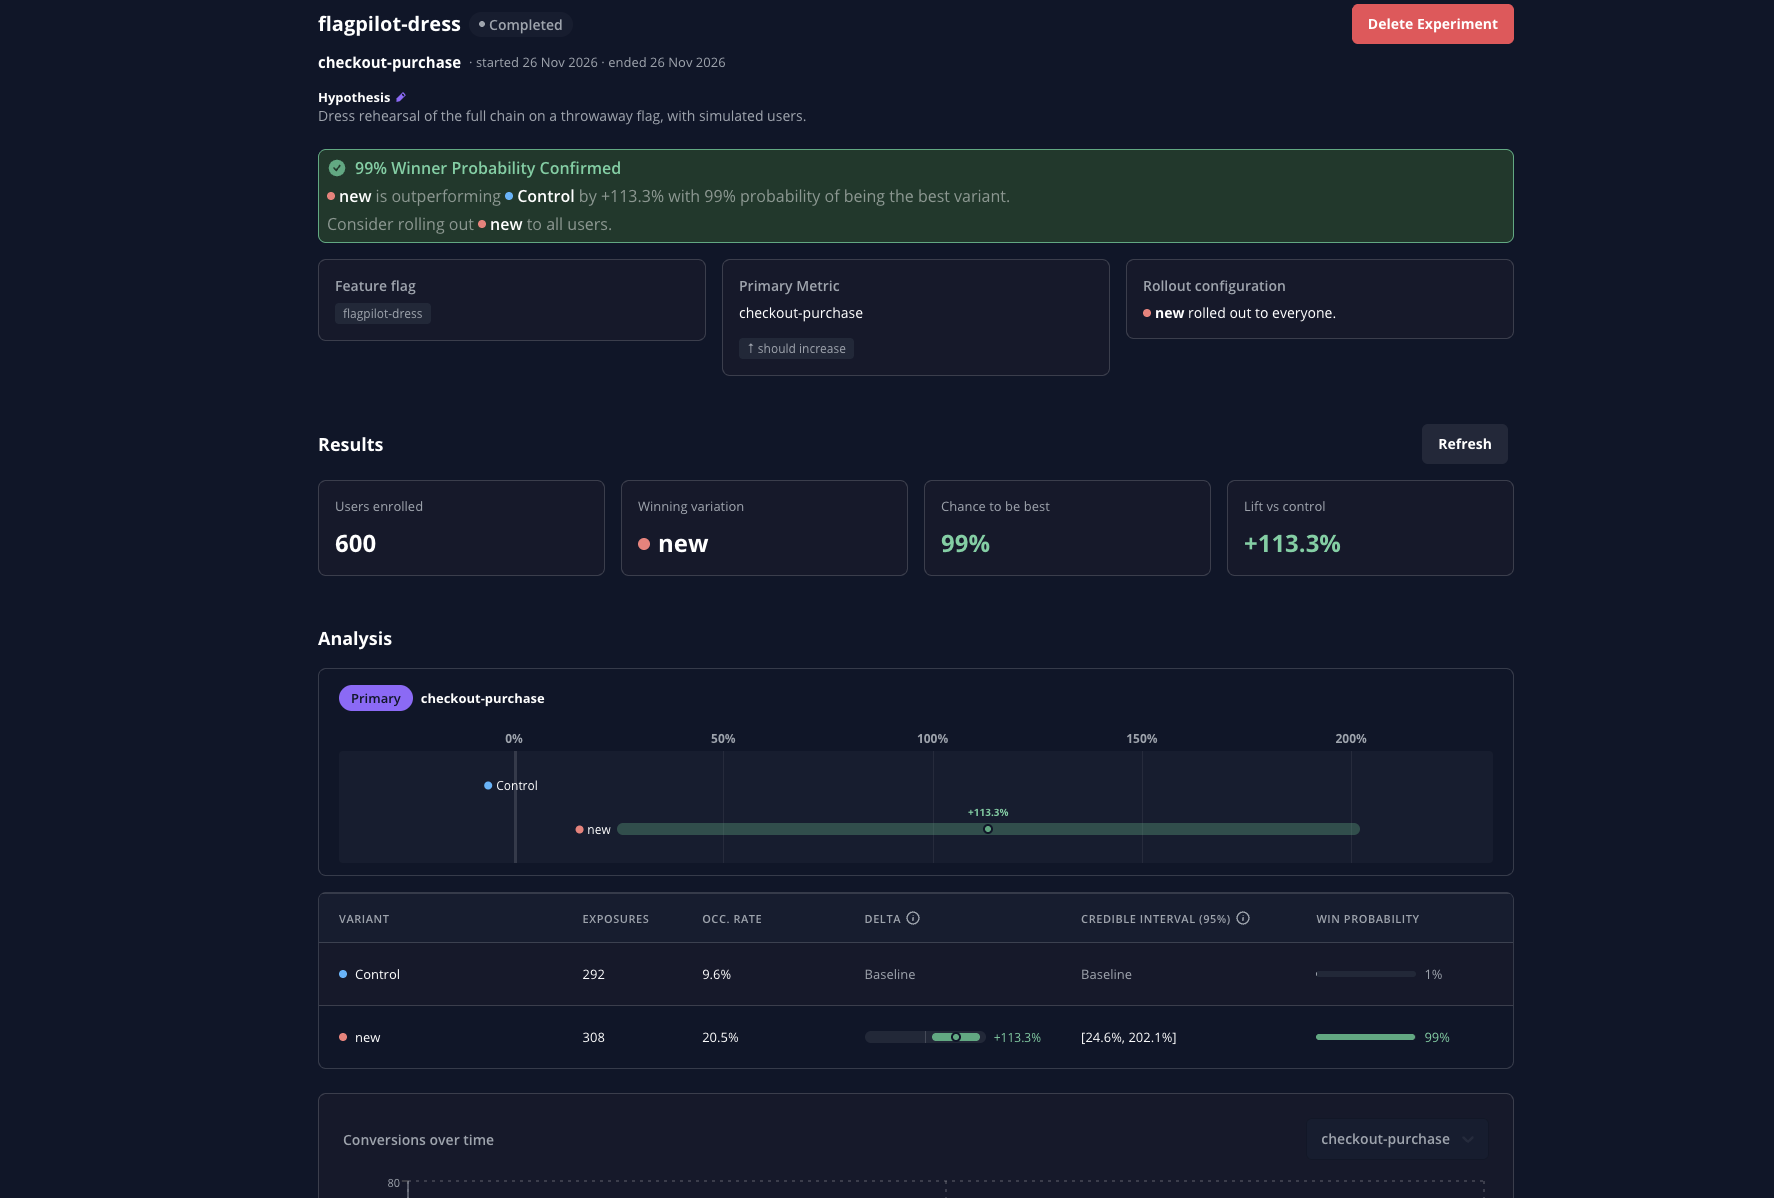 flagpilot-dress
Completed
Delete Experiment
checkout-purchase · started 26 Nov 2026 · ended 26 Nov 2026
Hypothesis
Dress rehearsal of the full chain on a throwaway flag, with simulated users.
99% Winner Probability Confirmed
new is outperforming Control by +113.3% with 99% probability of being the best variant.
Consider rolling out new to all users.
Feature flag
flagpilot-dress
Primary Metric
checkout-purchase
↑ should increase
Rollout configuration
new rolled out to everyone.
Results
Refresh
Users enrolled
600
Winning variation
new
Chance to be best
99%
Lift vs control
+113.3%
Analysis
Primary checkout-purchase
0% 50% 100% 150% 200%
Control
+113.3%
new
VARIANT EXPOSURES OCC. RATE DELTA CREDIBLE INTERVAL (95%) WIN PROBABILITY
Control 292 9.6% Baseline Baseline 1%
new 308 20.5% +113.3% [24.6%, 202.1%] 99%
Conversions over time
checkout-purchase
80